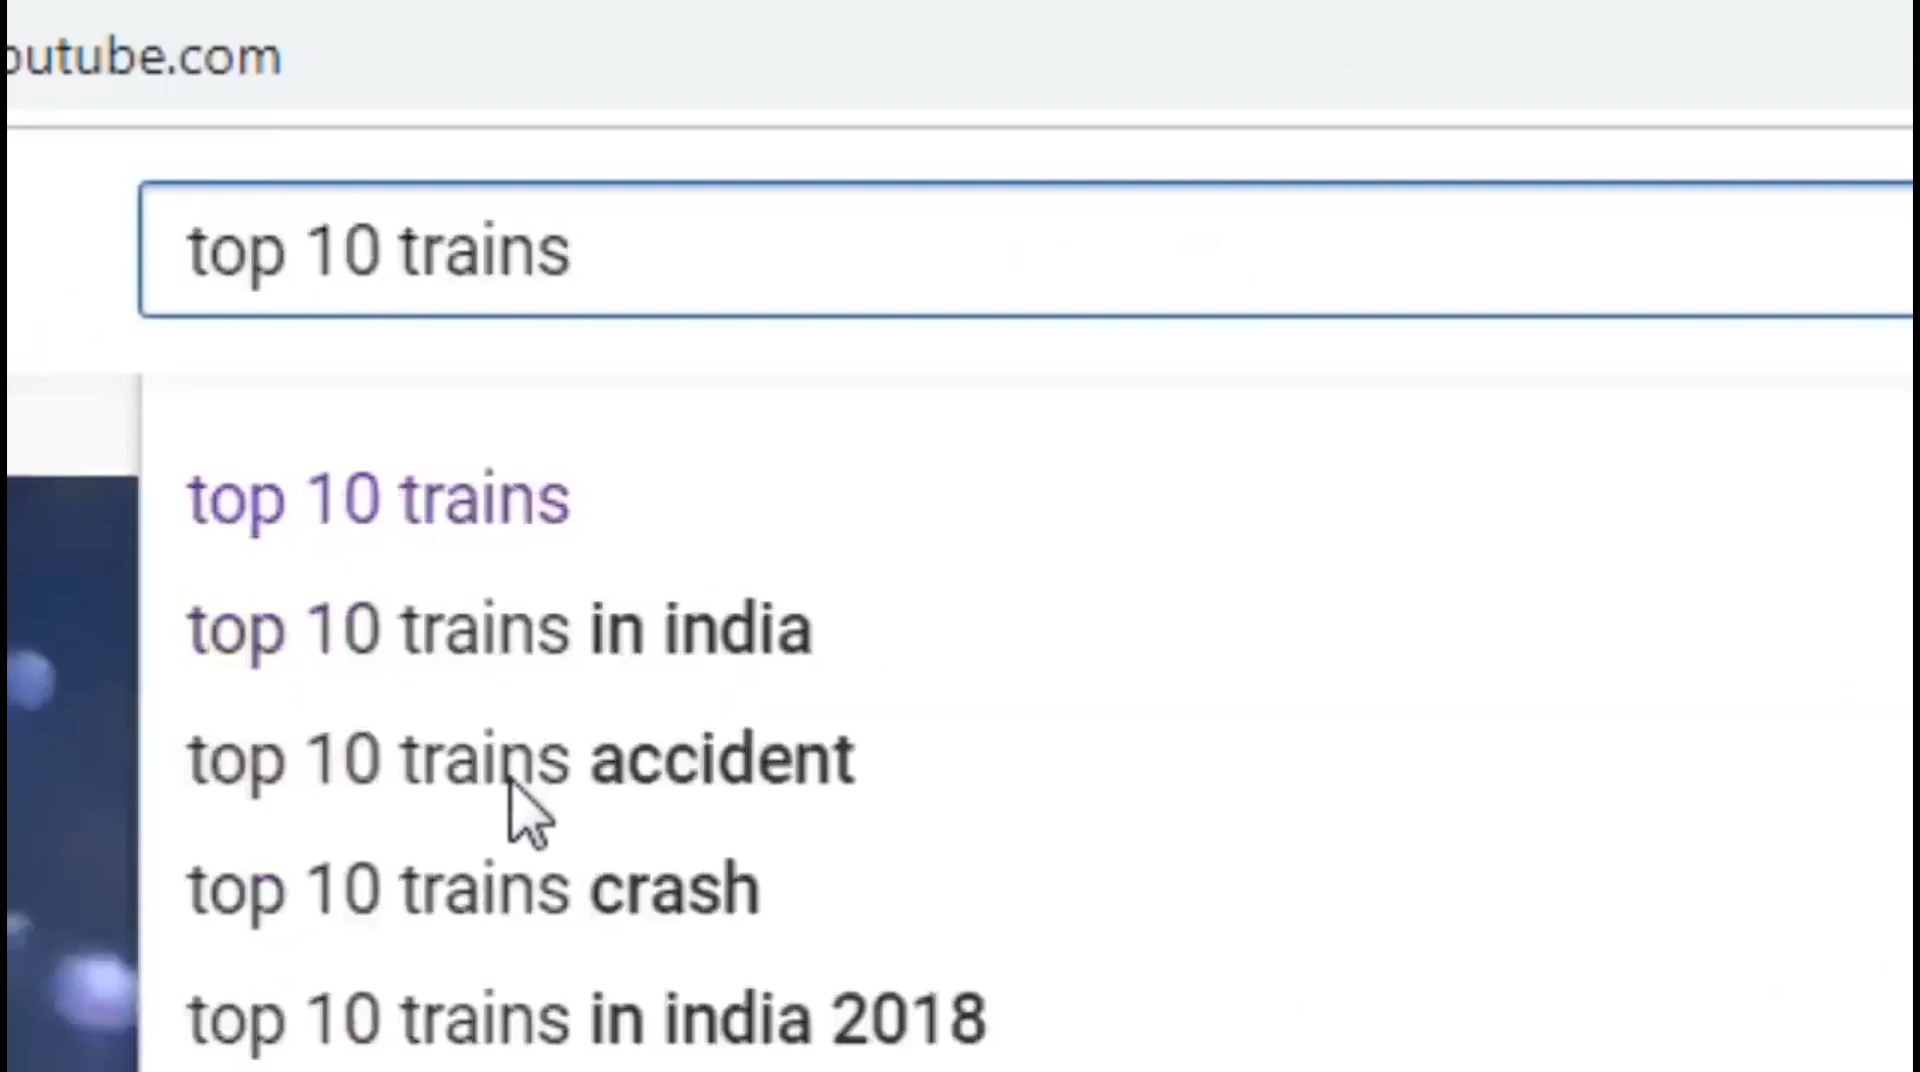 outube.com
top 10 trains
top 10 trains
top 10 trains in india
top 10 trains accident
top 10 trains crash
top 10 trains in india 2018